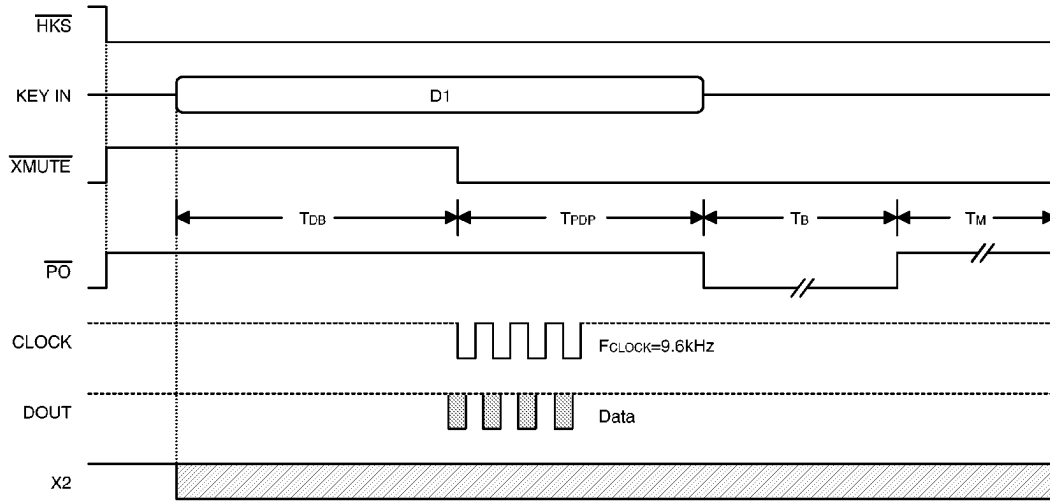 HKS
KEY IN
D1
XMUTE
TDB
TPDP
TB
TM
PO
CLOCK
FCLOCK=9.6kHz
DOUT
Data
X2